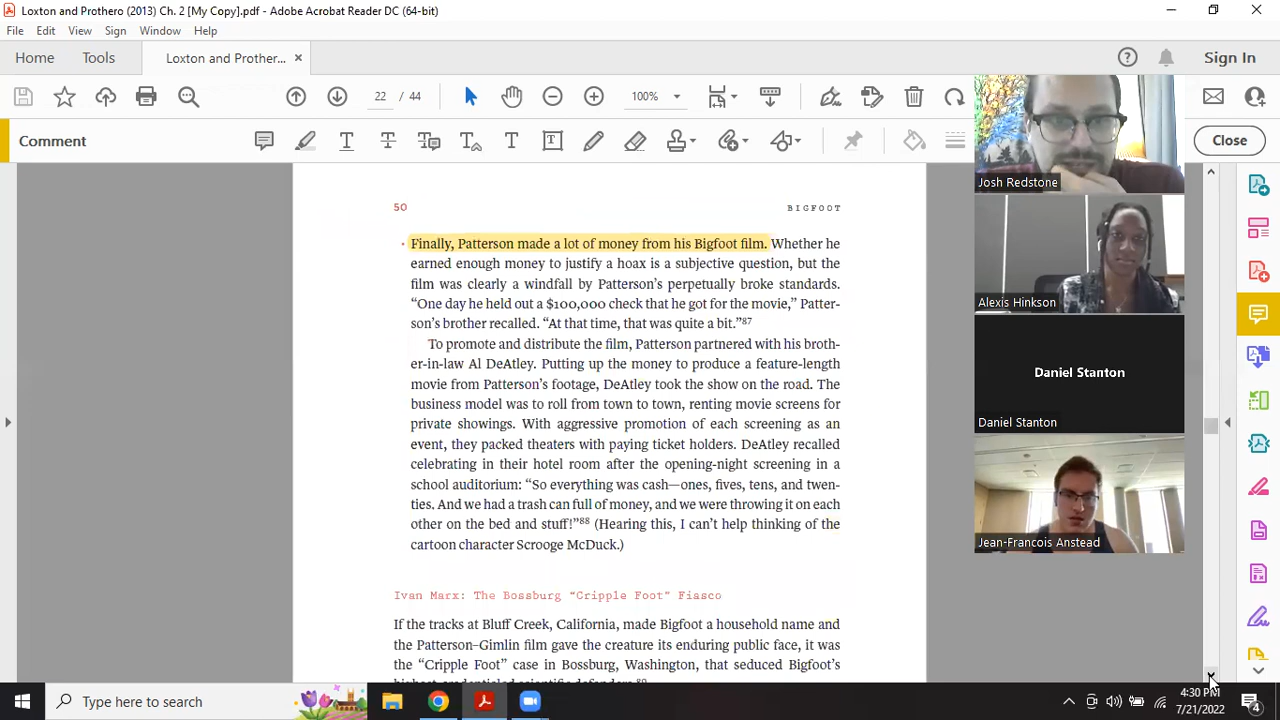 Loxton and Prothero (2013) Ch. 2 [My Copy].pdf - Adobe Acrobat Reader DC (64-bit)
File Edit View Sign Window Help
Home Tools Loxton and Prother... × Sign In
22 / 44 100%
Comment Close
50 BIGFOOT
Finally, Patterson made a lot of money from his Bigfoot film. Whether he
earned enough money to justify a hoax is a subjective question, but the
film was clearly a windfall by Patterson's perpetually broke standards.
“One day he held out a $100,000 check that he got for the movie,” Patter-
son's brother recalled. “At that time, that was quite a bit.”87
To promote and distribute the film, Patterson partnered with his broth-
er-in-law Al DeAtley. Putting up the money to produce a feature-length
movie from Patterson's footage, DeAtley took the show on the road. The
business model was to roll from town to town, renting movie screens for
private showings. With aggressive promotion of each screening as an
event, they packed theaters with paying ticket holders. DeAtley recalled
celebrating in their hotel room after the opening-night screening in a
school auditorium: “So everything was cash—ones, fives, tens, and twen-
ties. And we had a trash can full of money, and we were throwing it on each
other on the bed and stuff!”88 (Hearing this, I can't help thinking of the
cartoon character Scrooge McDuck.)
Ivan Marx: The Bossburg “Cripple Foot” Fiasco
If the tracks at Bluff Creek, California, made Bigfoot a household name and
the Patterson–Gimlin film gave the creature its enduring public face, it was
the “Cripple Foot” case in Bossburg, Washington, that seduced Bigfoot's
Josh Redstone
Alexis Hinkson
Daniel Stanton
Daniel Stanton
Jean-Francois Anstead
Type here to search
4:30 PM
7/21/2022
4